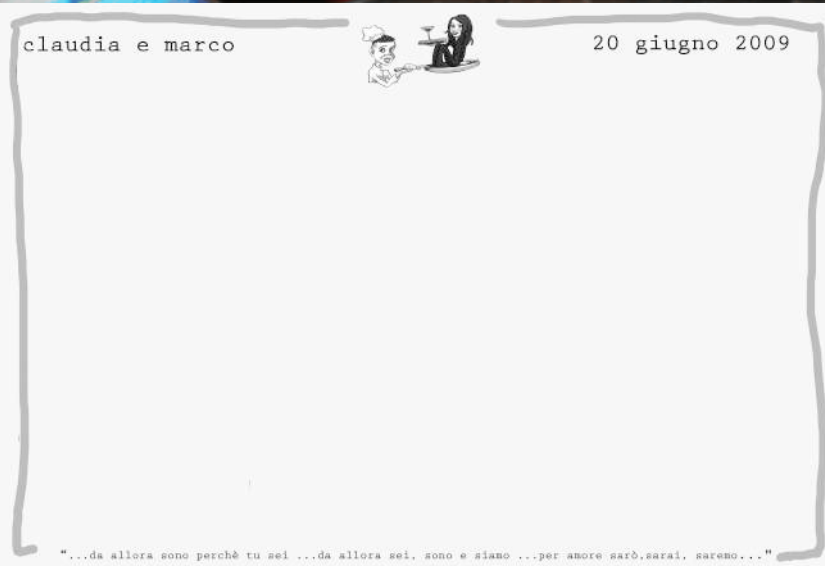 claudia e marco
20 giugno 2009
"...da allora sono perchè tu sei ...da allora sei, sono e siamo ...per amore sarò,sarai, saremo..."